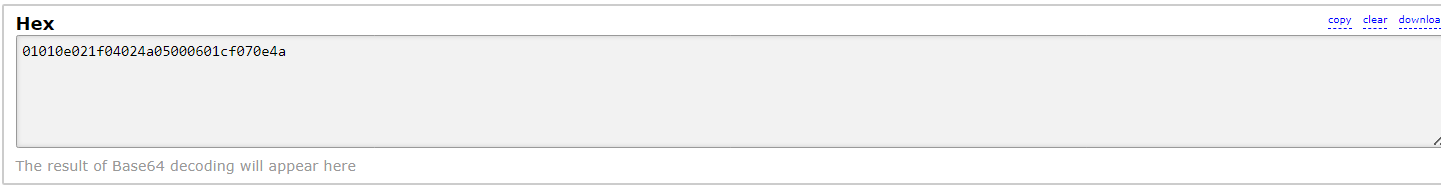 Hex
copy clear downloa
01010e021f04024a05000601cf070e4a
The result of Base64 decoding will appear here